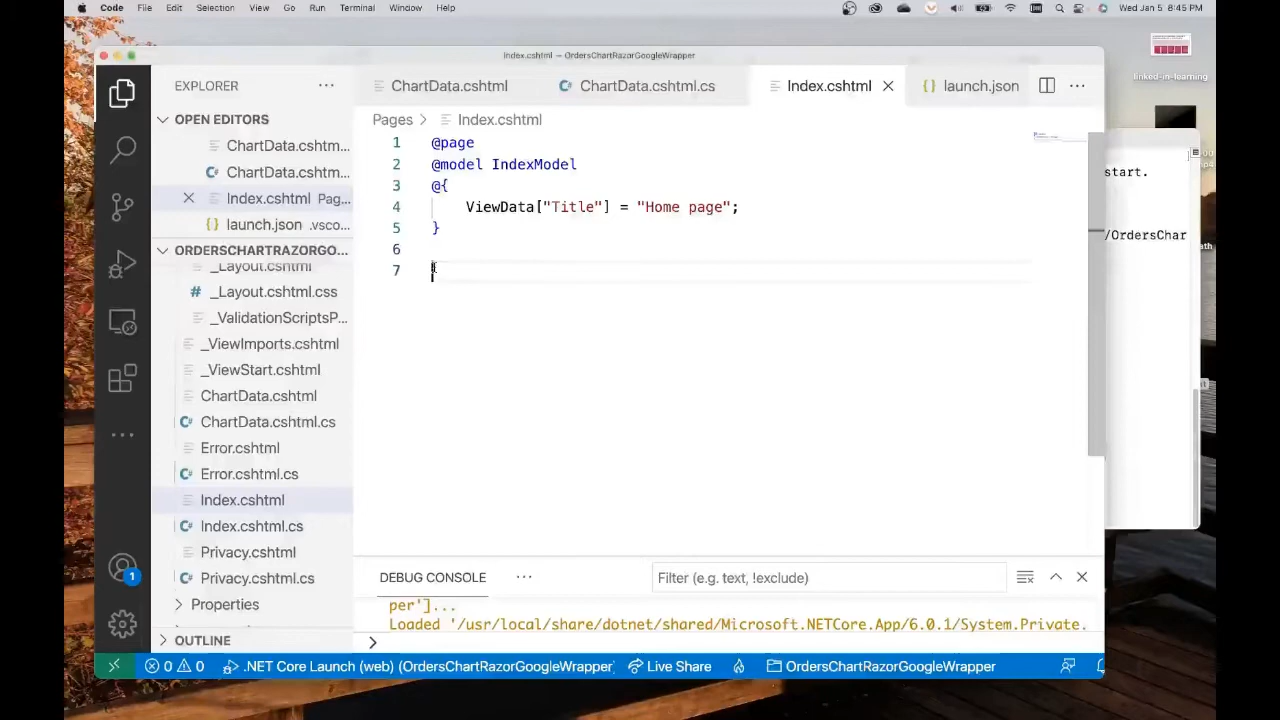 Code File Edit Selection View Go Run Terminal Window Help Wed Jan 5 8:45 PM
Index.cshtml — OrdersChartRazorGoogleWrapper
linked-in-learning
EXPLORER
ChartData.cshtml
ChartData.cshtml.cs
Index.cshtml
launch.json
OPEN EDITORS
ChartData.cshtm...
ChartData.cshtm...
Index.cshtml Pag...
launch.json .vsco...
ORDERSCHARTRAZORGO...
_Layout.cshtml
_Layout.cshtml.css
_ValidationScriptsP...
_ViewImports.cshtml
_ViewStart.cshtml
ChartData.cshtml
ChartData.cshtml.cs
Error.cshtml
Error.cshtml.cs
Index.cshtml
Index.cshtml.cs
Privacy.cshtml
Privacy.cshtml.cs
Properties
OUTLINE
Pages > Index.cshtml
1 @page
2 @model IndexModel
3 @{
4 ViewData["Title"] = "Home page";
5 }
6
7
start.
/OrdersChar
DEBUG CONSOLE
Filter (e.g. text, !exclude)
per']...
Loaded '/usr/local/share/dotnet/shared/Microsoft.NETCore.App/6.0.1/System.Private.
1
0 0 .NET Core Launch (web) (OrdersChartRazorGoogleWrapper) Live Share OrdersChartRazorGoogleWrapper